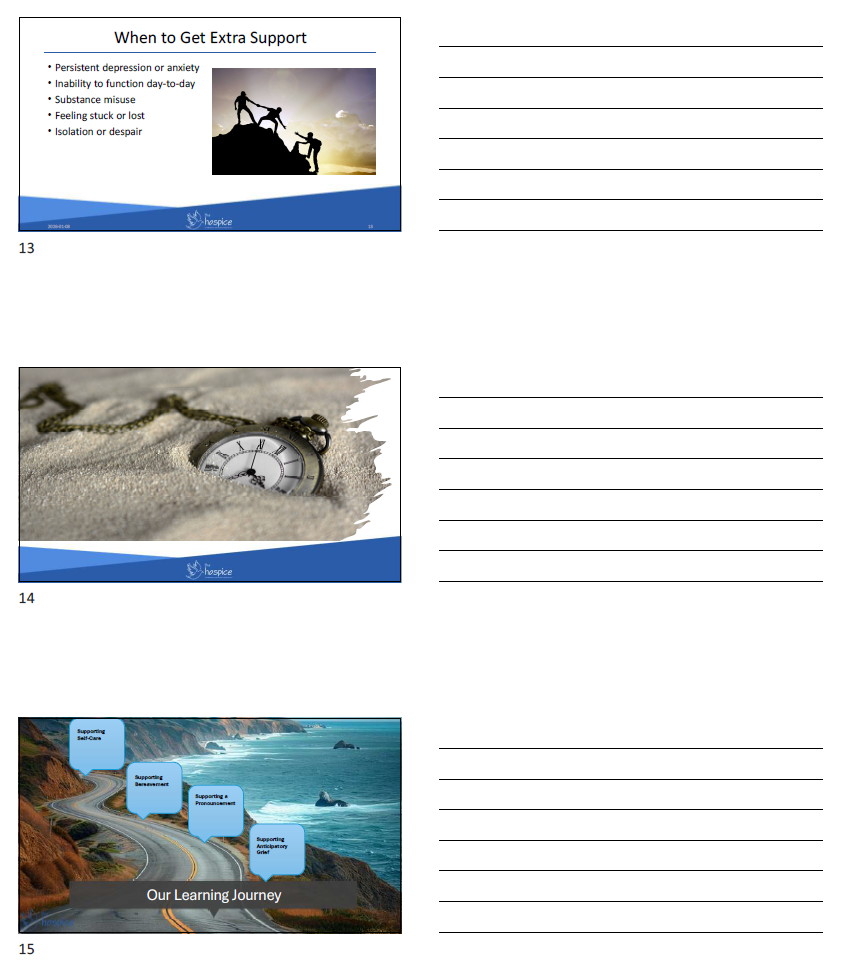 When to Get Extra Support
• Persistent depression or anxiety
• Inability to function day-to-day
• Substance misuse
• Feeling stuck or lost
• Isolation or despair
hospice
13
13
hospice
14
Supporting
Self-Care
Supporting
Bereavement
Supporting a
Pronouncement
Supporting
Anticipatory
Grief
Our Learning Journey
hospice
15